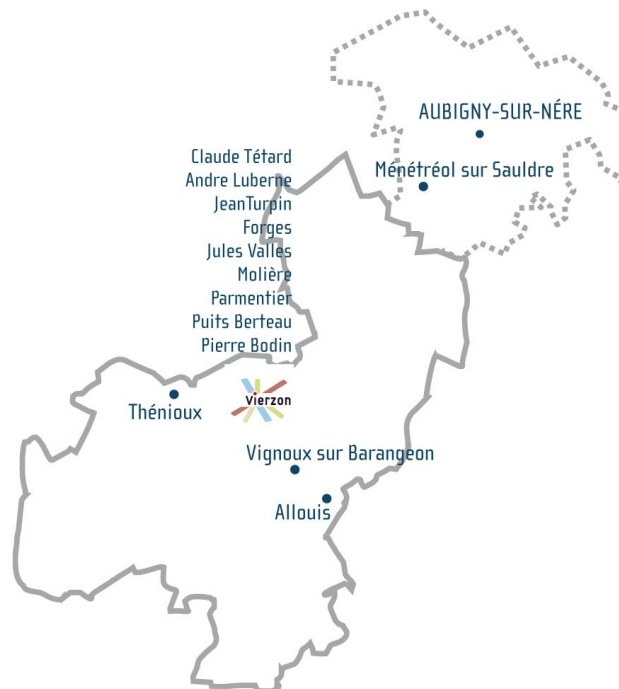 AUBIGNY-SUR-NÉRE
Claude Tétard
Ménétréol sur Sauldre
Andre Luberne
JeanTurpin
Forges
Jules Valles
Molière
Parmentier
Puits Berteau
Pierre Bodin
Vierzon
Thénioux
Vignoux sur Barangeon
Allouis